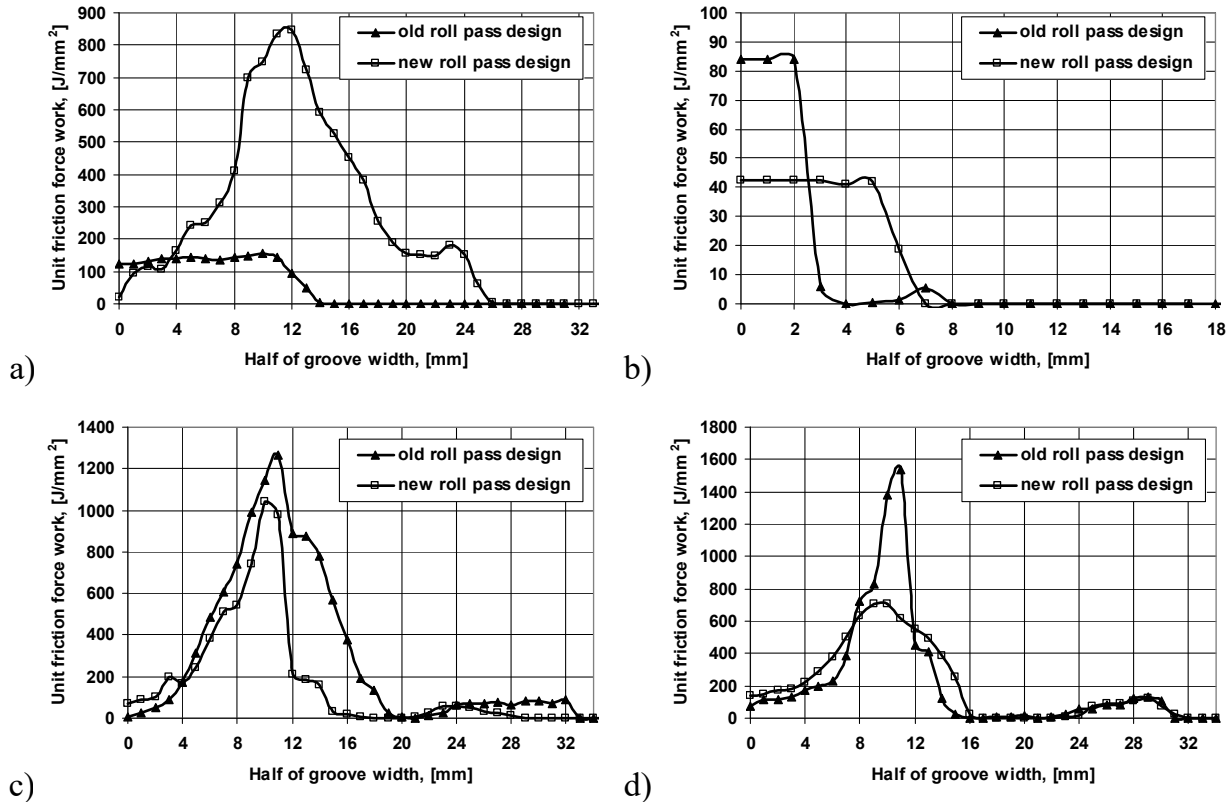 900
800
700
600
500
400
300
200
100
0
0 4 8 12 16 20 24 28 32
Unit friction force work, [J/mm²]
Half of groove width, [mm]
old roll pass design
new roll pass design
a)
100
90
80
70
60
50
40
30
20
10
0
0 2 4 6 8 10 12 14 16 18
Unit friction force work, [J/mm²]
Half of groove width, [mm]
old roll pass design
new roll pass design
b)
1400
1200
1000
800
600
400
200
0
0 4 8 12 16 20 24 28 32
Unit friction force work, [J/mm²]
Half of groove width, [mm]
old roll pass design
new roll pass design
c)
1800
1600
1400
1200
1000
800
600
400
200
0
0 4 8 12 16 20 24 28 32
Unit friction force work, [J/mm²]
Half of groove width, [mm]
old roll pass design
new roll pass design
d)